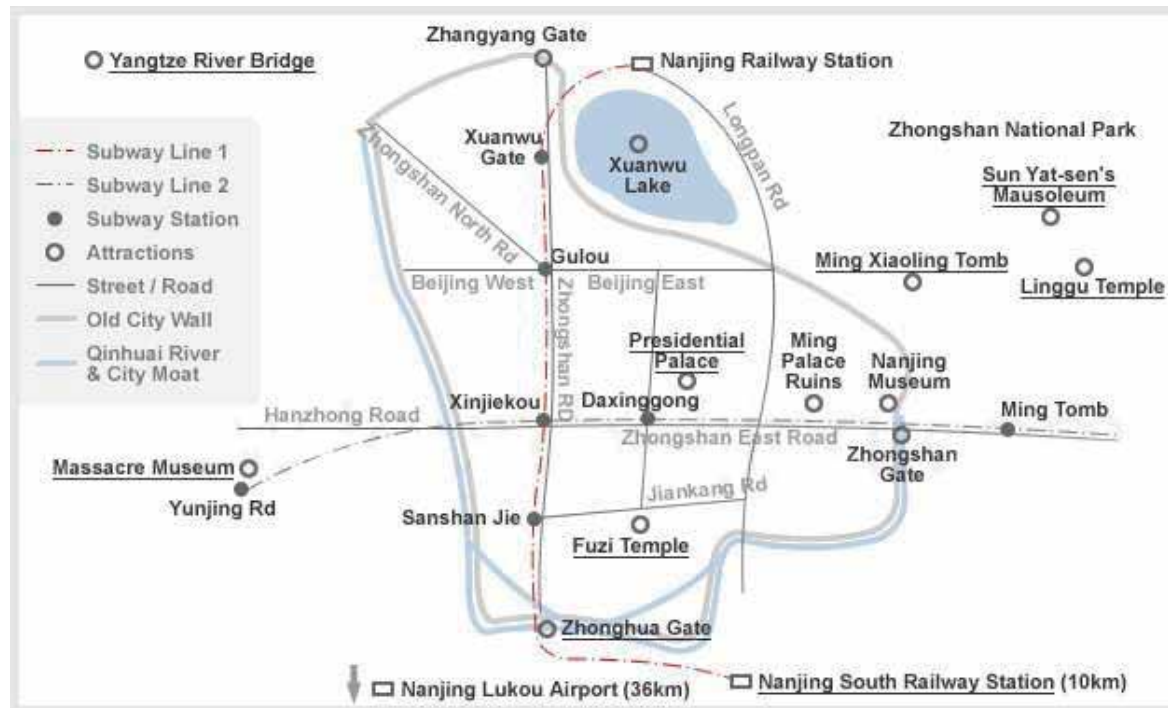 Zhangyang Gate
Yangtze River Bridge
Nanjing Railway Station
Subway Line 1
Subway Line 2
Subway Station
Attractions
Street / Road
Old City Wall
Qinhuai River
& City Moat
Zhongshan North Rd
Xuanwu
Gate
Xuanwu
Lake
Longpan Rd
Zhongshan National Park
Sun Yat-sen's
Mausoleum
Gulou
Beijing West
Beijing East
Ming Xiaoling Tomb
Linggu Temple
Zhongshan RD
Presidential
Palace
Ming
Palace
Ruins
Nanjing
Museum
Hanzhong Road
Xinjiekou
Daxinggong
Zhongshan East Road
Ming Tomb
Zhongshan
Gate
Massacre Museum
Yunjing Rd
Sanshan Jie
Jiankang Rd
Fuzi Temple
Zhonghua Gate
Nanjing Lukou Airport (36km)
Nanjing South Railway Station (10km)